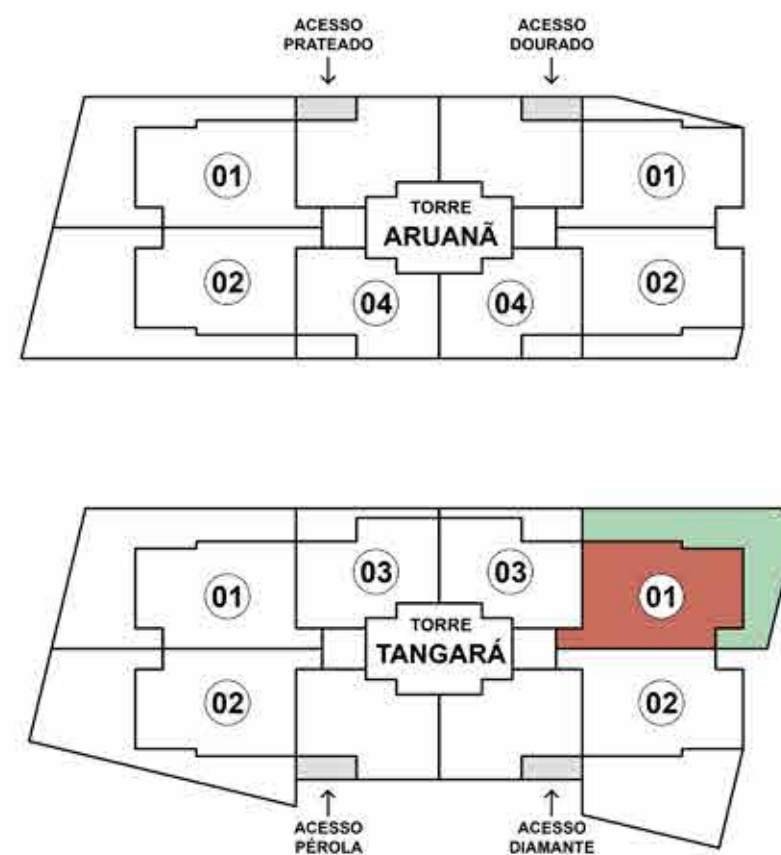 ACESSO
PRATEADO
ACESSO
DOURADO
01
01
TORRE
ARUANÃ
02
04
04
02
03
03
01
01
TORRE
TANGARÁ
02
02
ACESSO
PÉROLA
ACESSO
DIAMANTE